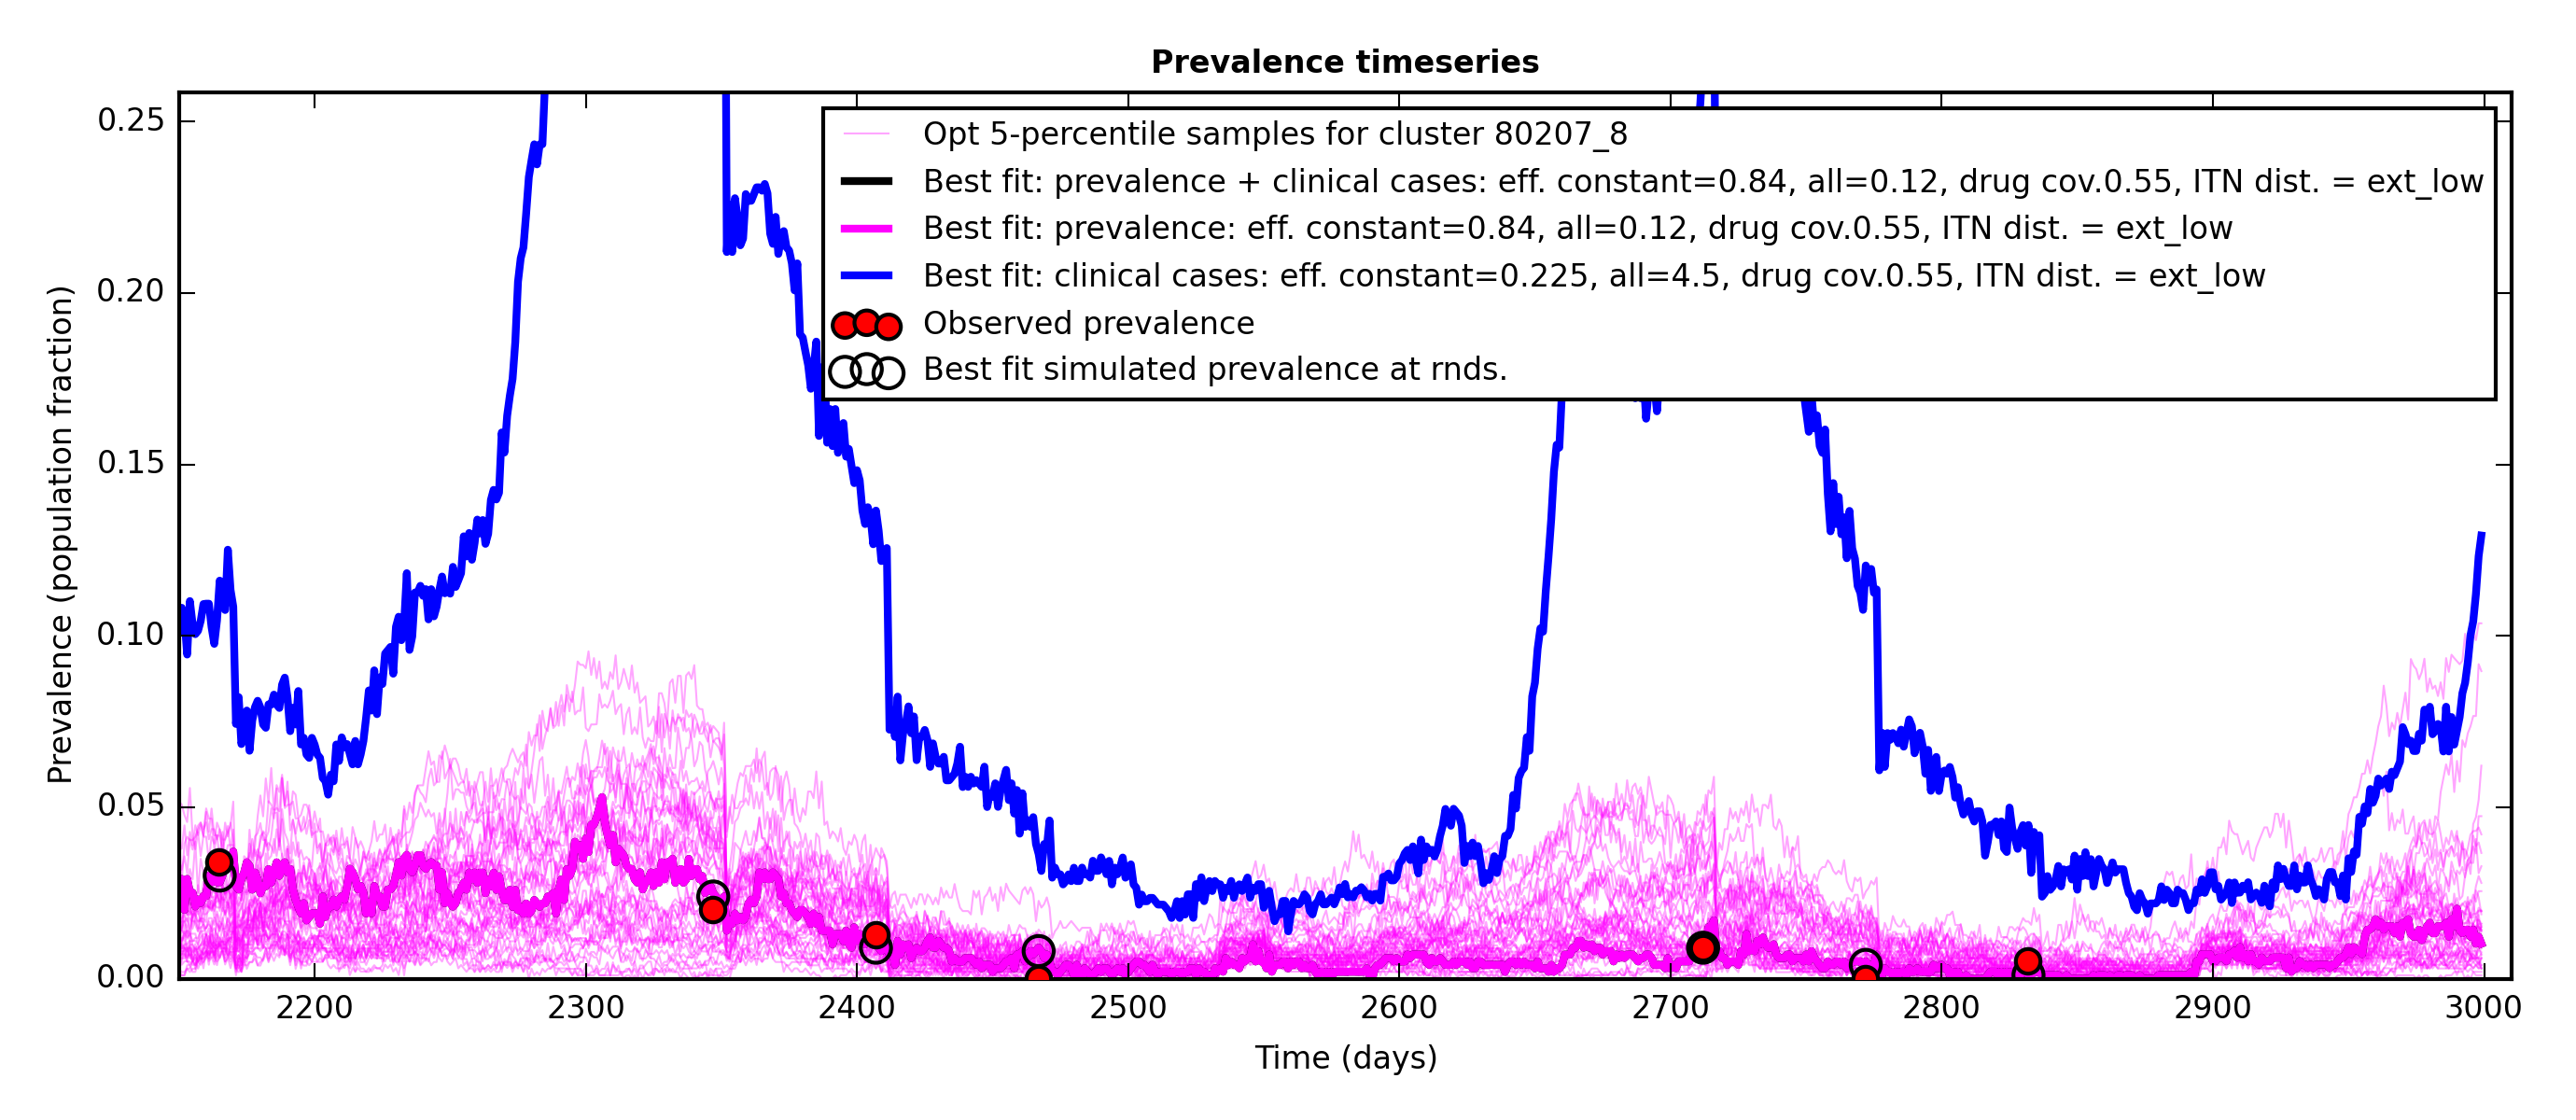 Prevalence timeseries
Prevalence (population fraction)
0.25
0.20
0.15
0.10
0.05
0.00
Opt 5-percentile samples for cluster 80207_8
Best fit: prevalence + clinical cases: eff. constant=0.84, all=0.12, drug cov.0.55, ITN dist. = ext_low
Best fit: prevalence: eff. constant=0.84, all=0.12, drug cov.0.55, ITN dist. = ext_low
Best fit: clinical cases: eff. constant=0.225, all=4.5, drug cov.0.55, ITN dist. = ext_low
Observed prevalence
Best fit simulated prevalence at rnds.
2200 2300 2400 2500 2600 2700 2800 2900 3000
Time (days)